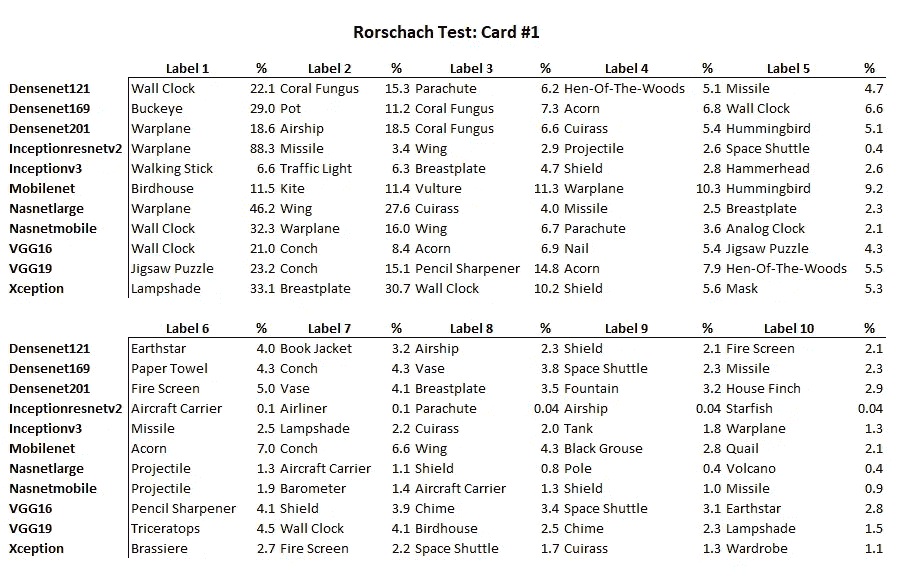 Rorschach Test: Card #1
Label 1 % Label 2 % Label 3 % Label 4 % Label 5 %
Densenet121 Wall Clock 22.1 Coral Fungus 15.3 Parachute 6.2 Hen-Of-The-Woods 5.1 Missile 4.7
Densenet169 Buckeye 29.0 Pot 11.2 Coral Fungus 7.3 Acorn 6.8 Wall Clock 6.6
Densenet201 Warplane 18.6 Airship 18.5 Coral Fungus 6.6 Cuirass 5.4 Hummingbird 5.1
Inceptionresnetv2 Warplane 88.3 Missile 3.4 Wing 2.9 Projectile 2.6 Space Shuttle 0.4
Inceptionv3 Walking Stick 6.6 Traffic Light 6.3 Breastplate 4.7 Shield 2.8 Hammerhead 2.6
Mobilenet Birdhouse 11.5 Kite 11.4 Vulture 11.3 Warplane 10.3 Hummingbird 9.2
Nasnetlarge Warplane 46.2 Wing 27.6 Cuirass 4.0 Missile 2.5 Breastplate 2.3
Nasnetmobile Wall Clock 32.3 Warplane 16.0 Wing 6.7 Parachute 3.6 Analog Clock 2.1
VGG16 Wall Clock 21.0 Conch 8.4 Acorn 6.9 Nail 5.4 Jigsaw Puzzle 4.3
VGG19 Jigsaw Puzzle 23.2 Conch 15.1 Pencil Sharpener 14.8 Acorn 7.9 Hen-Of-The-Woods 5.5
Xception Lampshade 33.1 Breastplate 30.7 Wall Clock 10.2 Shield 5.6 Mask 5.3
Label 6 % Label 7 % Label 8 % Label 9 % Label 10 %
Densenet121 Earthstar 4.0 Book Jacket 3.2 Airship 2.3 Shield 2.1 Fire Screen 2.1
Densenet169 Paper Towel 4.3 Conch 4.3 Vase 3.8 Space Shuttle 2.3 Missile 2.3
Densenet201 Fire Screen 5.0 Vase 4.1 Breastplate 3.5 Fountain 3.2 House Finch 2.9
Inceptionresnetv2 Aircraft Carrier 0.1 Airliner 0.1 Parachute 0.04 Airship 0.04 Starfish 0.04
Inceptionv3 Missile 2.5 Lampshade 2.2 Cuirass 2.0 Tank 1.8 Warplane 1.3
Mobilenet Acorn 7.0 Conch 6.6 Wing 4.3 Black Grouse 2.8 Quail 2.1
Nasnetlarge Projectile 1.3 Aircraft Carrier 1.1 Shield 0.8 Pole 0.4 Volcano 0.4
Nasnetmobile Projectile 1.9 Barometer 1.4 Aircraft Carrier 1.3 Shield 1.0 Missile 0.9
VGG16 Pencil Sharpener 4.1 Shield 3.9 Chime 3.4 Space Shuttle 3.1 Earthstar 2.8
VGG19 Triceratops 4.5 Wall Clock 4.1 Birdhouse 2.5 Chime 2.3 Lampshade 1.5
Xception Brassiere 2.7 Fire Screen 2.2 Space Shuttle 1.7 Cuirass 1.3 Wardrobe 1.1